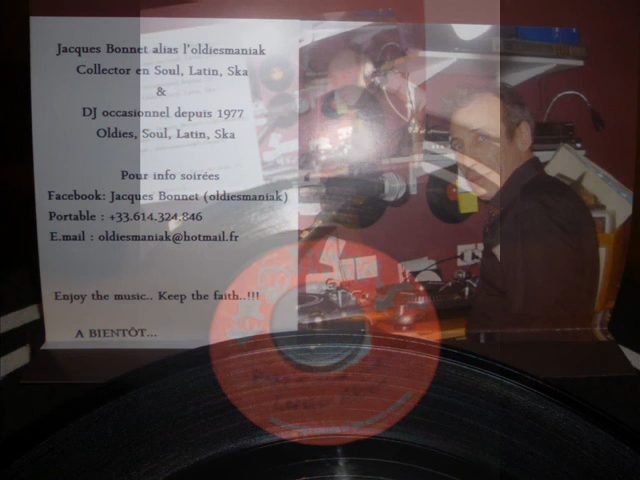 Jacques Bonnet alias l'oldiesmaniak
Collector en Soul, Latin, Ska
&
DJ occasionnel depuis 1977
Oldies, Soul, Latin, Ska
Pour info soirées
Facebook: Jacques Bonnet (oldiesmaniak)
Portable : +33.614.324.846
E.mail : oldiesmaniak@hotmail.fr
Enjoy the music.. Keep the faith..!!!
A BIENTÔT...